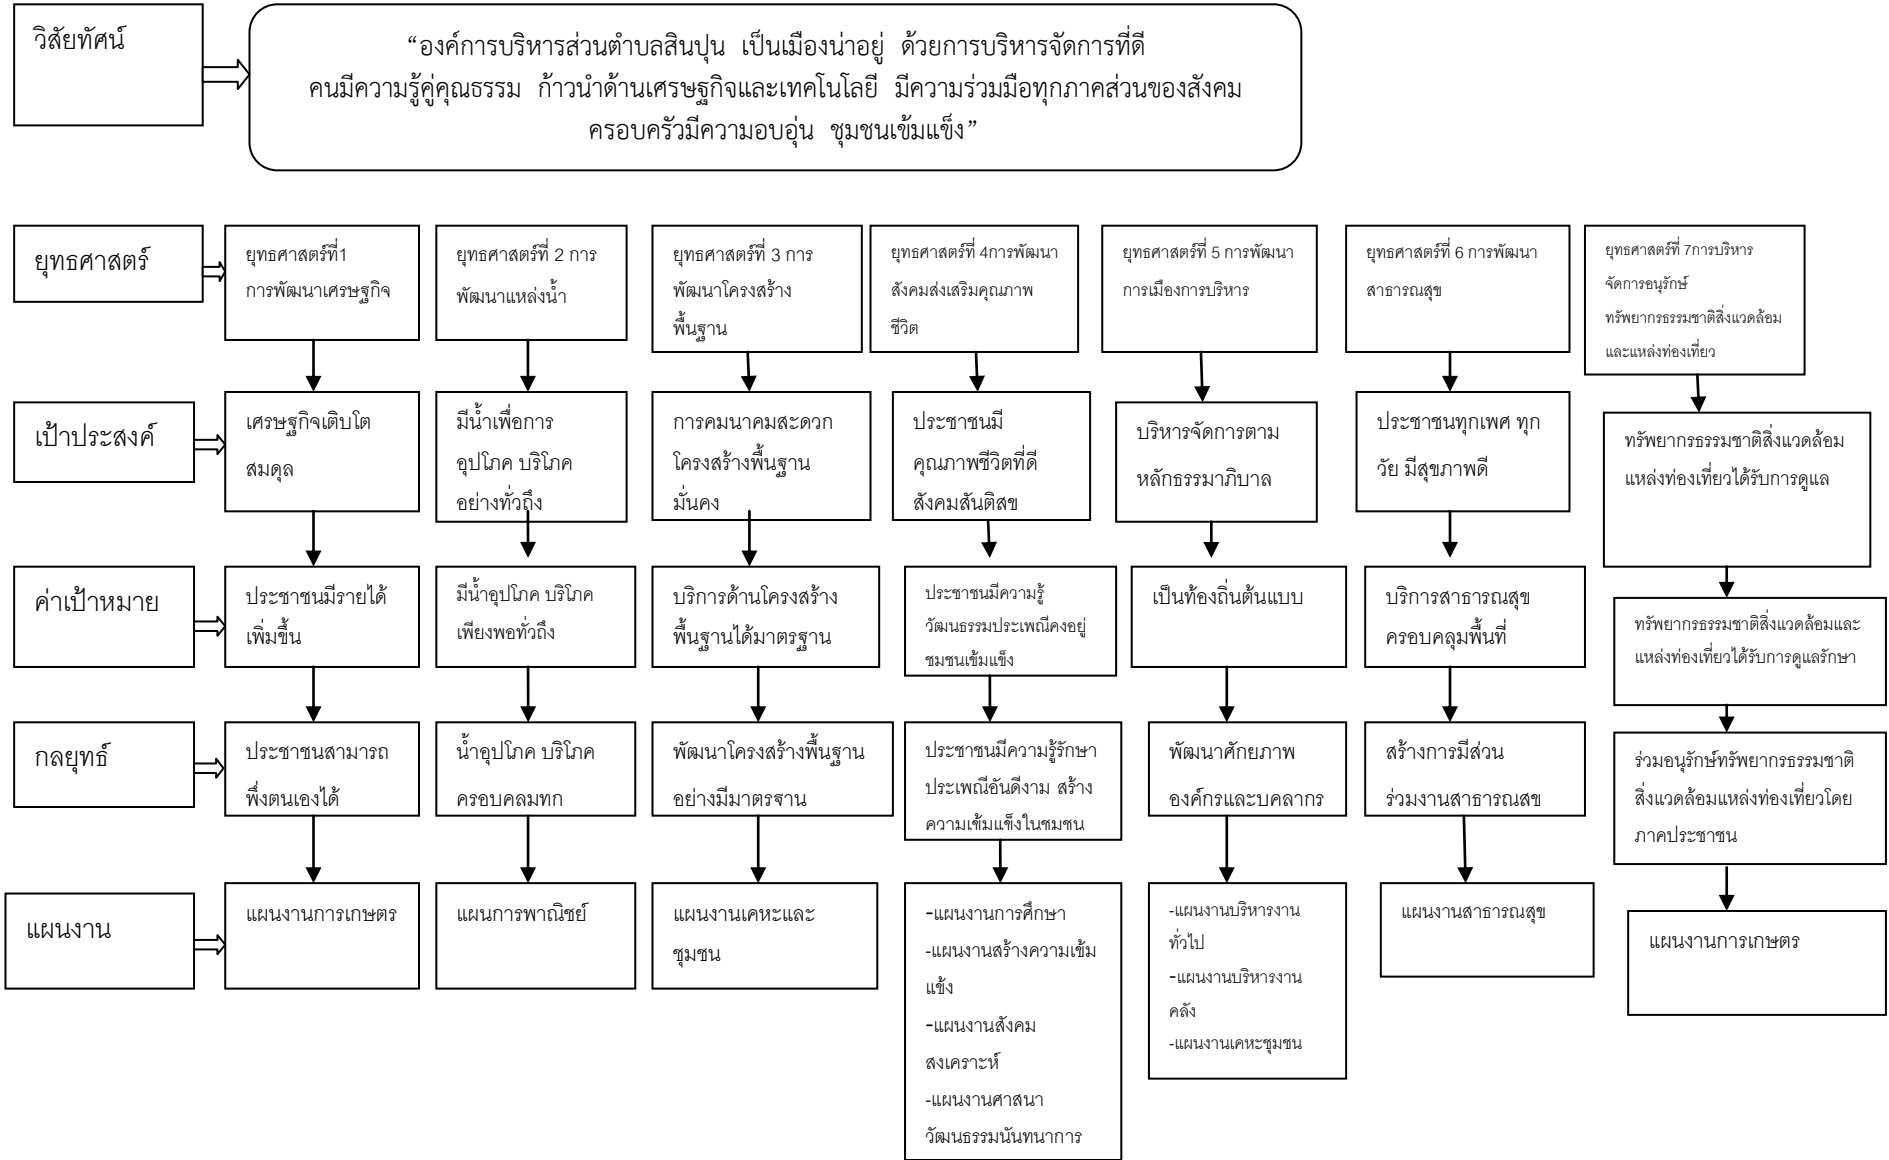 วิสัยทัศน์
“องค์การบริหารส่วนตำบลสินปุน เป็นเมืองน่าอยู่ ด้วยการบริหารจัดการที่ดี
คนมีความรู้คู่คุณธรรม ก้าวนำด้านเศรษฐกิจและเทคโนโลยี มีความร่วมมือทุกภาคส่วนของสังคม
ครอบครัวมีความอบอุ่น ชุมชนเข้มแข็ง”
ยุทธศาสตร์
ยุทธศาสตร์ที่1
การพัฒนาเศรษฐกิจ
ยุทธศาสตร์ที่ 2 การ
พัฒนาแหล่งน้ำ
ยุทธศาสตร์ที่ 3 การ
พัฒนาโครงสร้าง
พื้นฐาน
ยุทธศาสตร์ที่ 4การพัฒนา
สังคมส่งเสริมคุณภาพ
ชีวิต
ยุทธศาสตร์ที่ 5 การพัฒนา
การเมืองการบริหาร
ยุทธศาสตร์ที่ 6 การพัฒนา
สาธารณสุข
ยุทธศาสตร์ที่ 7การบริหาร
จัดการอนุรักษ์
ทรัพยากรธรรมชาติสิ่งแวดล้อม
และแหล่งท่องเที่ยว
เป้าประสงค์
เศรษฐกิจเติบโต
สมดุล
มีน้ำเพื่อการ
อุปโภค บริโภค
อย่างทั่วถึง
การคมนาคมสะดวก
โครงสร้างพื้นฐาน
มั่นคง
ประชาชนมี
คุณภาพชีวิตที่ดี
สังคมสันติสข
บริหารจัดการตาม
หลักธรรมาภิบาล
ประชาชนทุกเพศ ทุก
วัย มีสุขภาพดี
ทรัพยากรธรรมชาติสิ่งแวดล้อม
แหล่งท่องเที่ยวได้รับการดูแล
ค่าเป้าหมาย
ประชาชนมีรายได้
เพิ่มขึ้น
มีน้ำอุปโภค บริโภค
เพียงพอทั่วถึง
บริการด้านโครงสร้าง
พื้นฐานได้มาตรฐาน
ประชาชนมีความรู้
วัฒนธรรมประเพณีคงอยู่
ชมชนเข้มแข็ง
เป็นท้องถิ่นต้นแบบ
บริการสาธารณสุข
ครอบคลุมพื้นที่
ทรัพยากรธรรมชาติสิ่งแวดล้อมและ
แหล่งท่องเที่ยวได้รับการดูแลรักษา
กลยุทธ์
ประชาชนสามารถ
พึ่งตนเองได้
น้ำอุปโภค บริโภค
ครอบคลมทก
พัฒนาโครงสร้างพื้นฐาน
อย่างมีมาตรจาน
ประชาชนมีความรู้รักษา
ประเพณีอันดีงาม สร้าง
ความเข้มแข็งในชมชน
พัฒนาศักยภาพ
องค์กรและบคลากร
สร้างการมีส่วน
ร่วมงานสาธารณสข
ร่วมอนุรักษ์ทรัพยากรธรรมชาติ
สิ่งแวดล้อมแหล่งท่องเที่ยวโดย
ภาคประชาชน
แผนงาน
แผนงานการเกษตร
แผนการพาณิชย์
แผนงานเคหะและ
ชุมชน
-แผนงานการศึกษา
-แผนงานสร้างความเข้ม
แข้ง
-แผนงานสังคม
สงเคราะห์
-แผนงานศาสนา
วัฒนธรรมนันทนาการ
-แผนงานบริหารงาน
ทั่วไป
-แผนงานบริหารงาน
คลัง
-แผนงานเคหะชุมชน
แผนงานสาธารณสุข
แผนงานการเกษตร